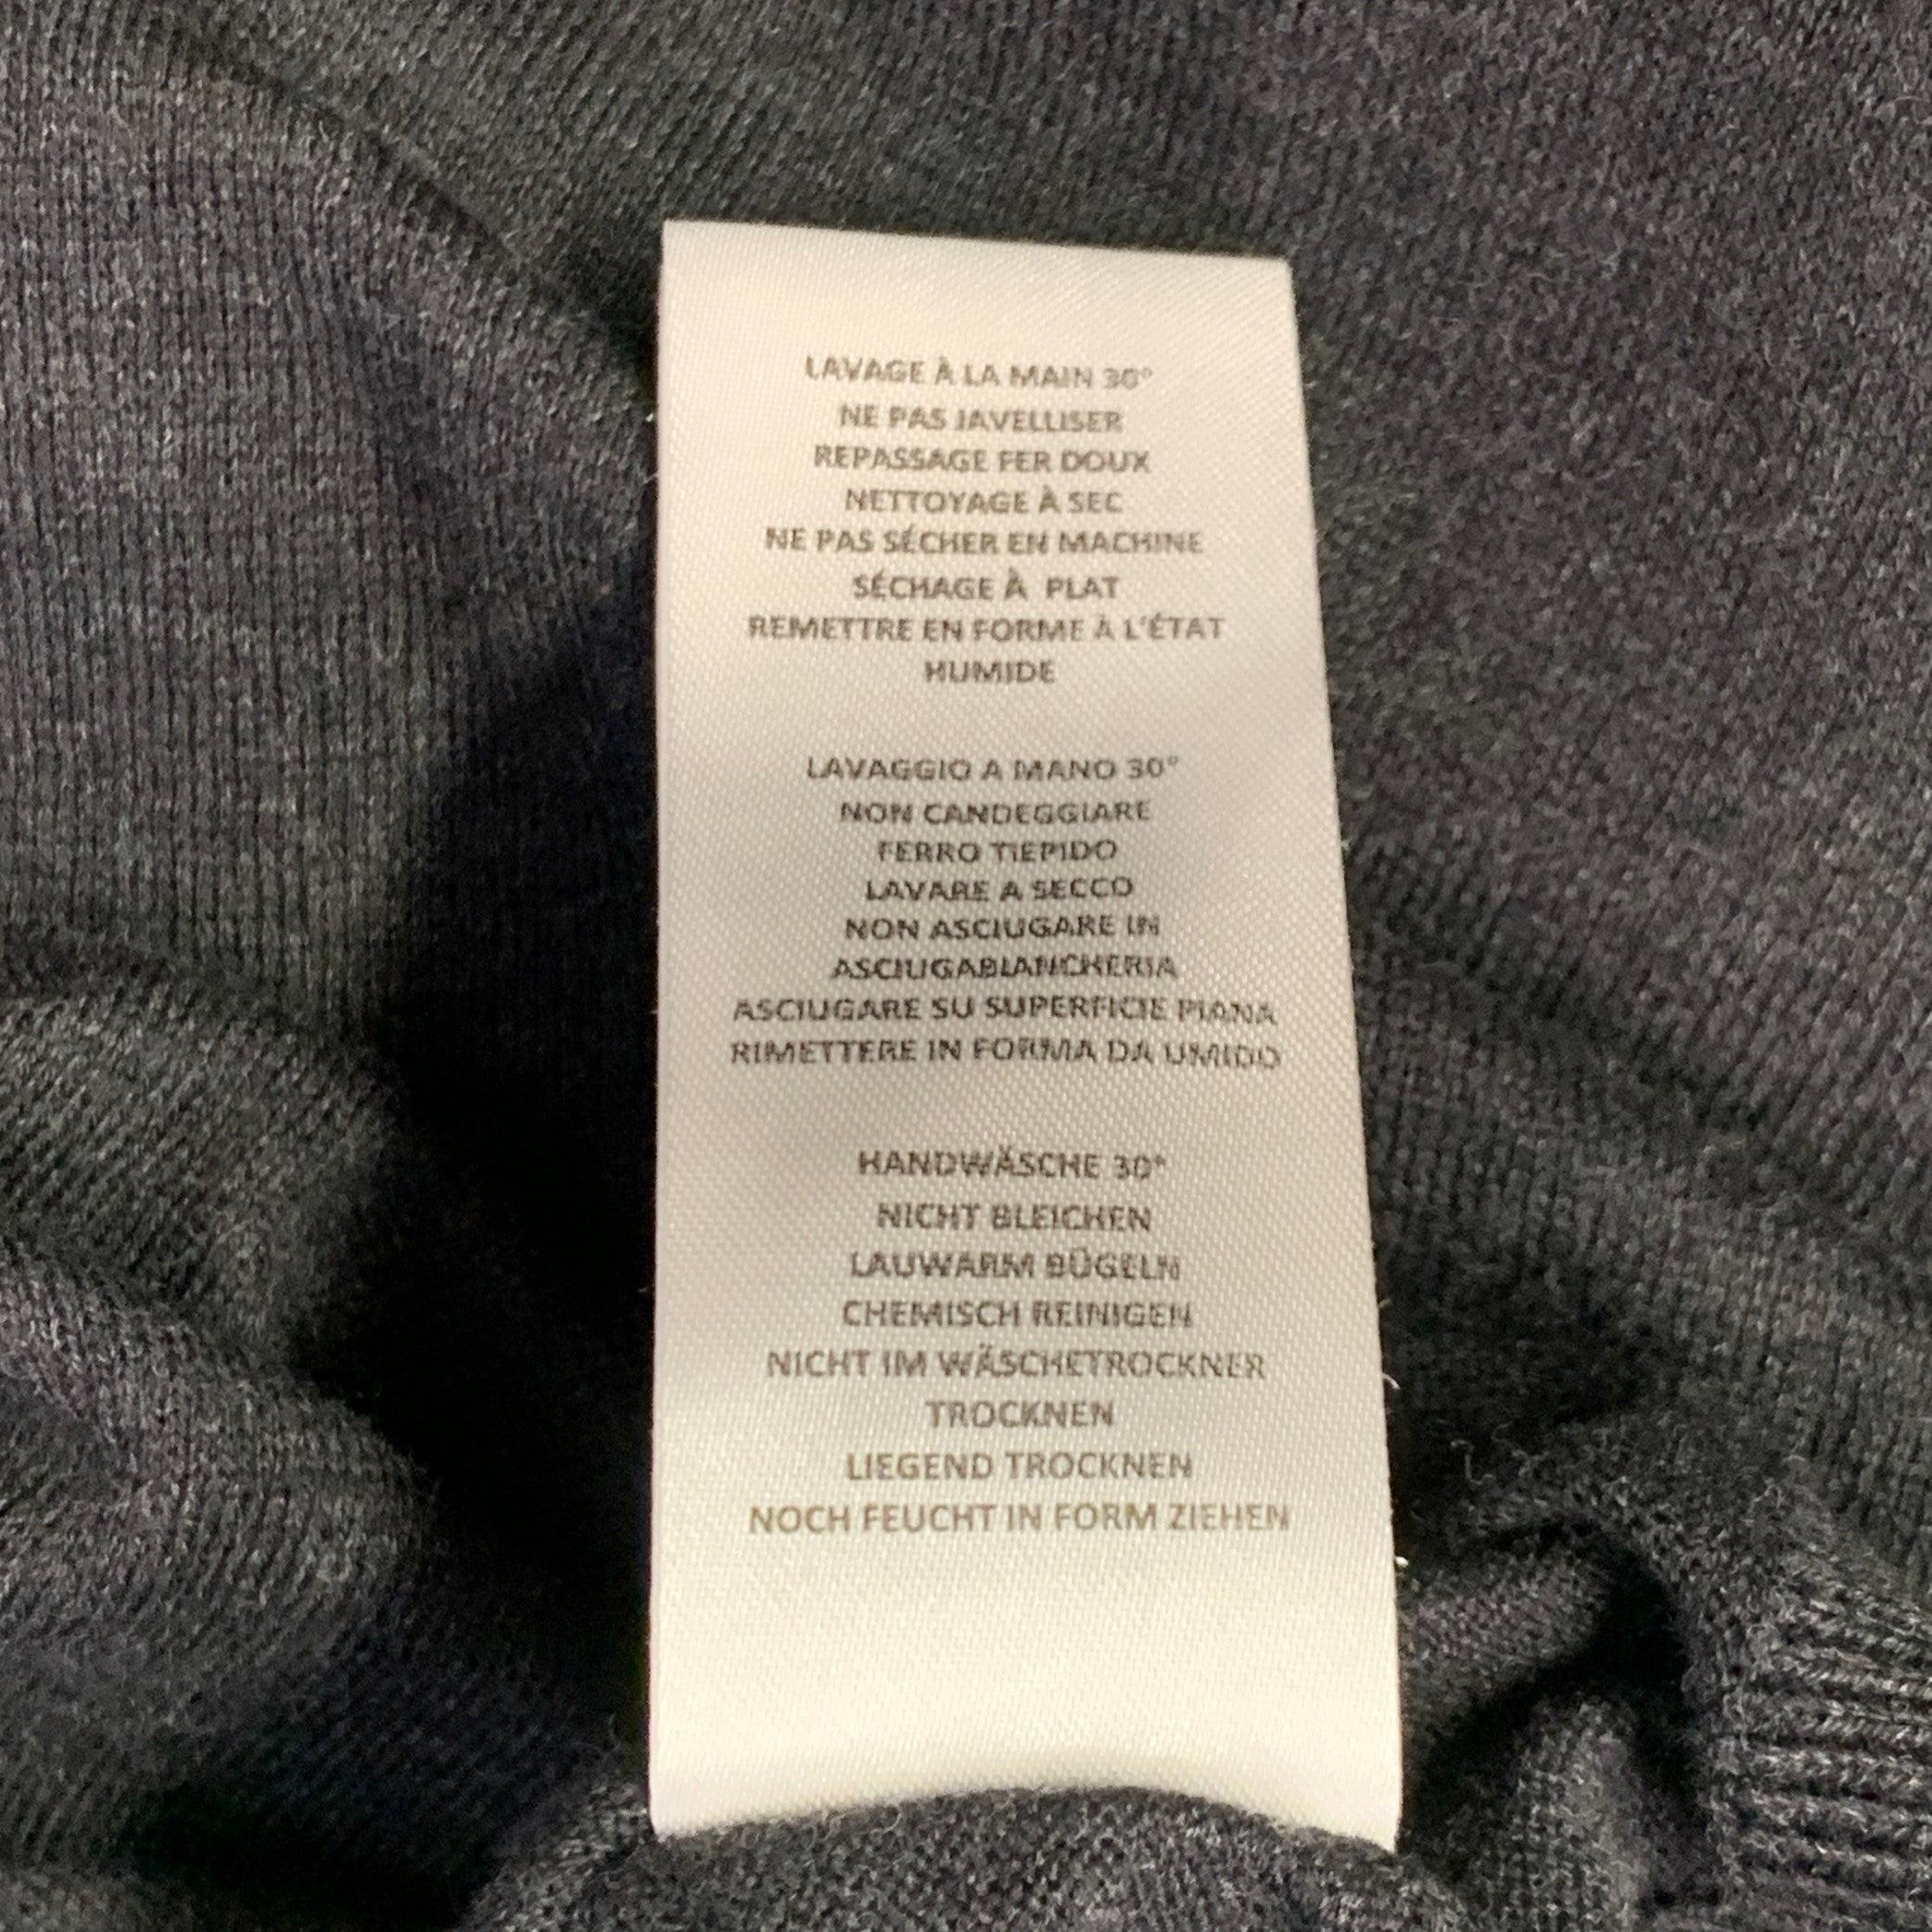 LAVAGE À LA MAIN 30°
NE PAS JAVELLISER
REPASSAGE FER DOUX
NETTOYAGE À SEC
NE PAS SÉCHER EN MACHINE
SÉCHAGE À PLAT
REMETTRE EN FORME À L'ÉTAT
HUMIDE
LAVAGGIO A MANO 30°
NON CANDEGGIARE
FERRO TIEPIDO
LAVARE A SECCO
NON ASCIUGARE IN
ASCIUGABIANCHERIA
ASCIUGARE SU SUPERFICIE PIANA
RIMETTERE IN FORMA DA UMIDO
HANDWÄSCHE 30°
NICHT BLEICHEN
LAUWARM BÜGELN
CHEMISCH REINIGEN
NICHT IM WÄSCHETROCKNER
TROCKNEN
LIEGEND TROCKNEN
NOCH FEUCHT IN FORM ZIEHEN